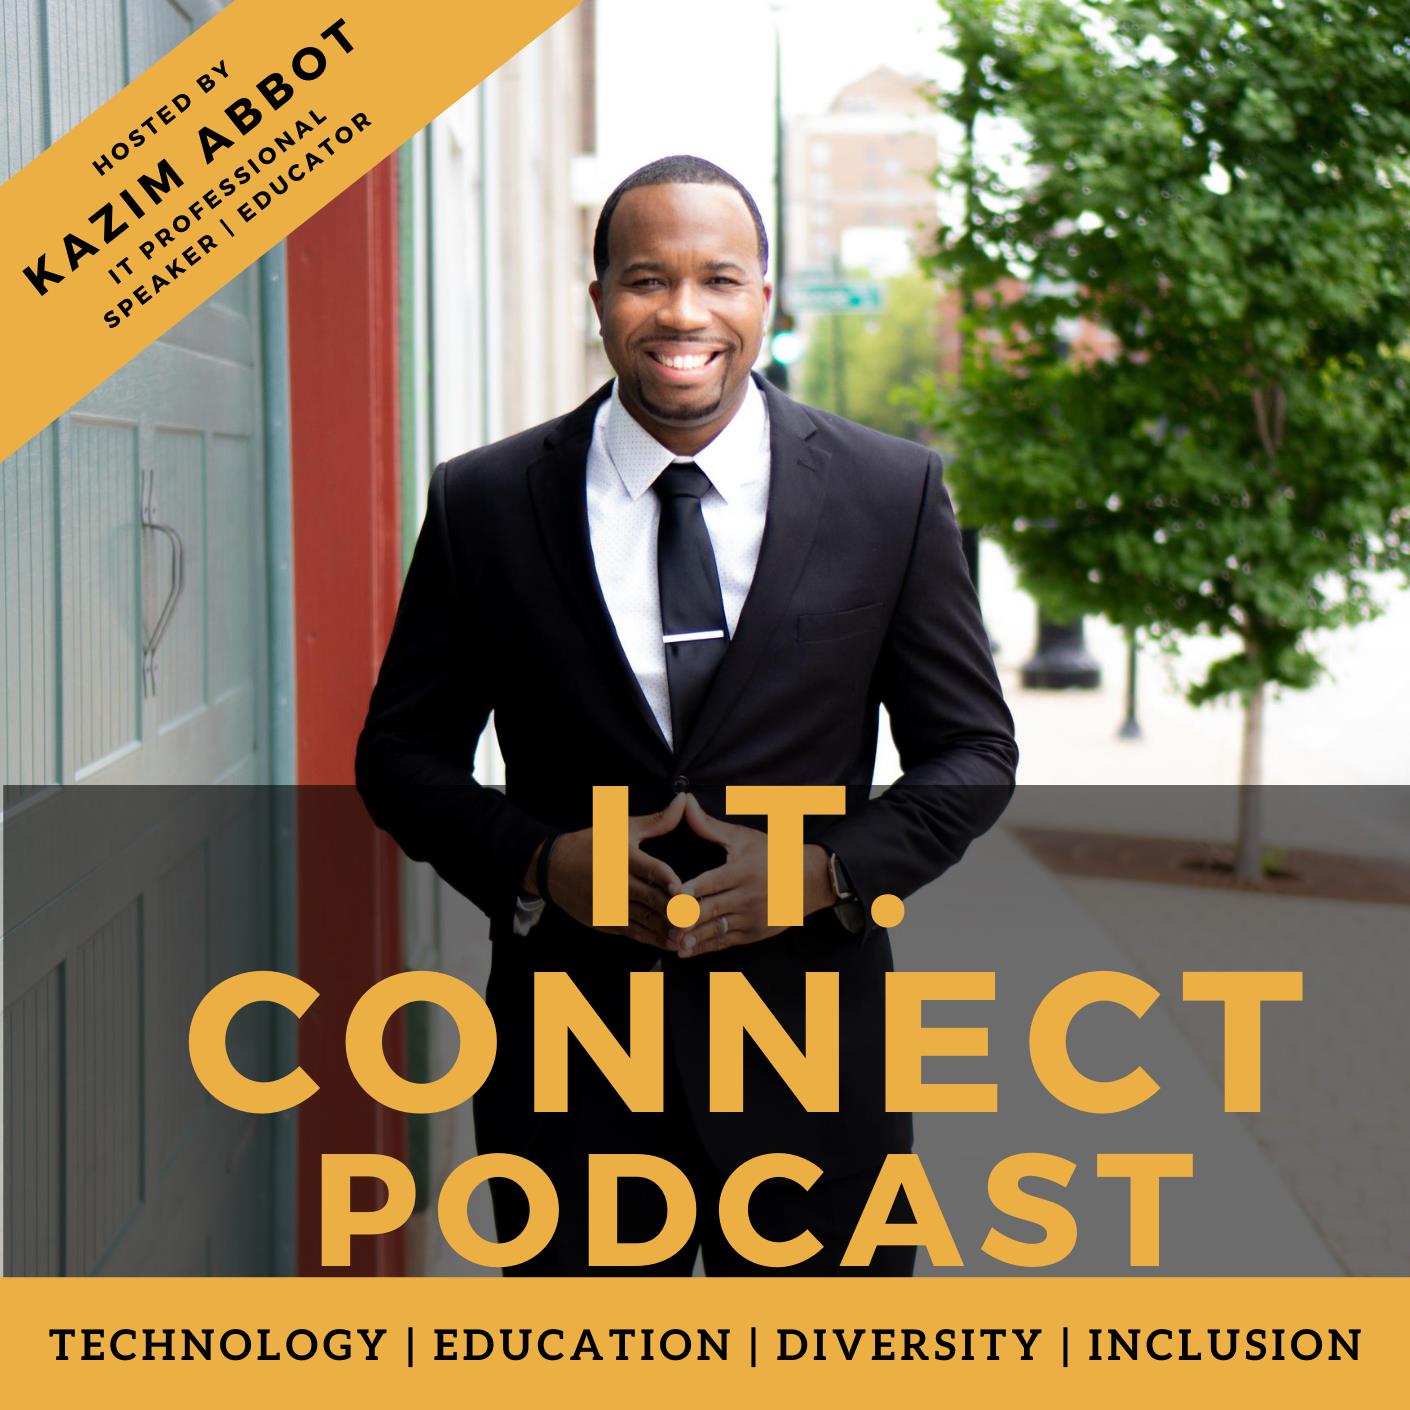 HOSTED BY
KAZIM ABBOT
IT PROFESSIONAL
SPEAKER | EDUCATOR
I.T.
CONNECT
PODCAST
TECHNOLOGY | EDUCATION | DIVERSITY | INCLUSION